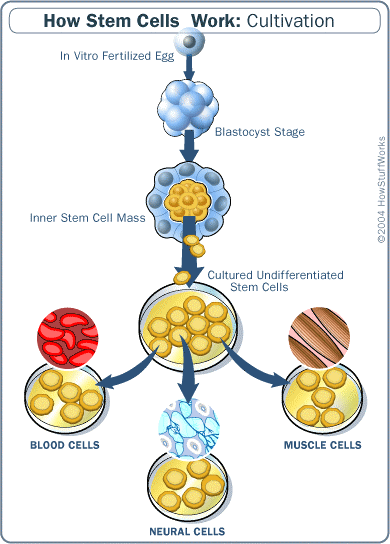 How Stem Cells Work: Cultivation
In Vitro Fertilized Egg
Blastocyst Stage
Inner Stem Cell Mass
©2004 HowStuffWorks
Cultured Undifferentiated
Stem Cells
BLOOD CELLS
MUSCLE CELLS
NEURAL CELLS